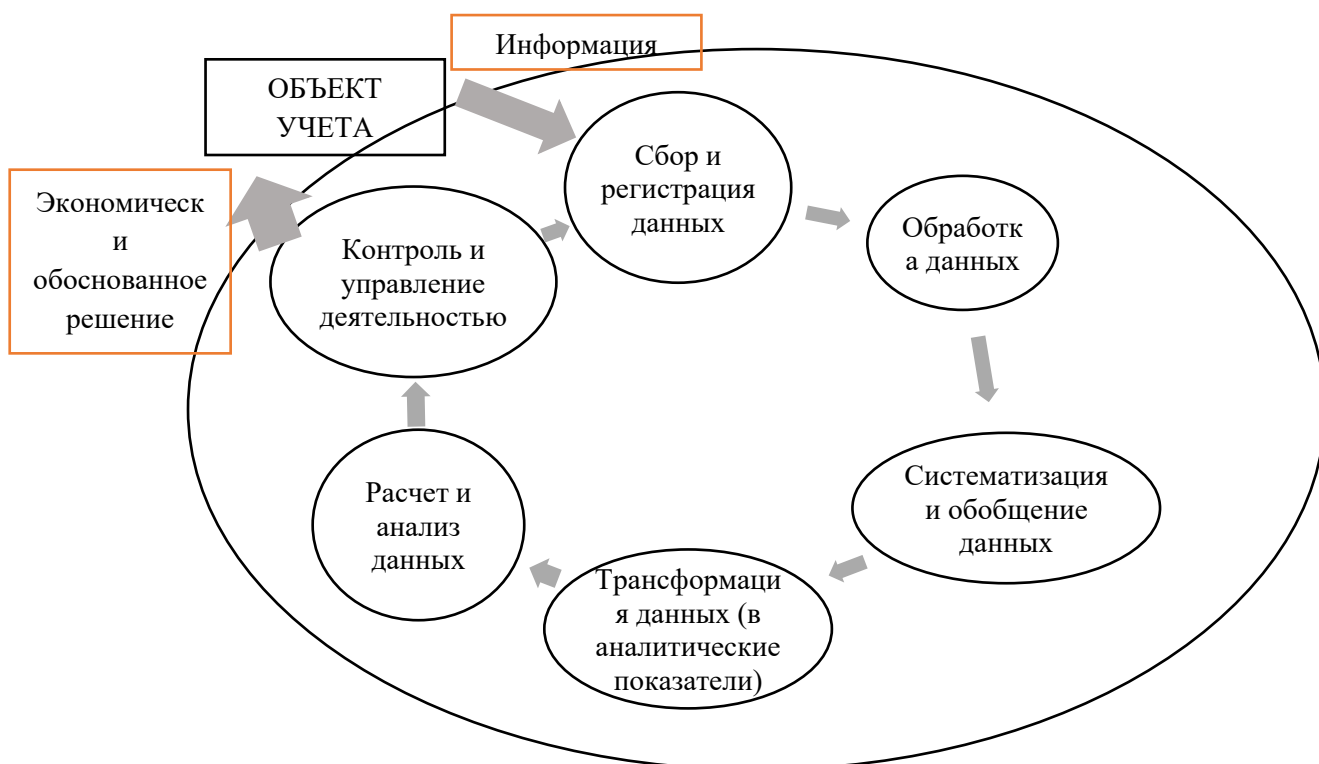 Информация
ОБЪЕКТ
УЧЕТА
Экономическ
и
обоснованное
решение
Сбор и
регистрация
данных
Обработк
а данных
Контроль и
управление
деятельностью
Систематизация
и обобщение
данных
Расчет и
анализ
данных
Трансформаци
я данных (в
аналитические
показатели)